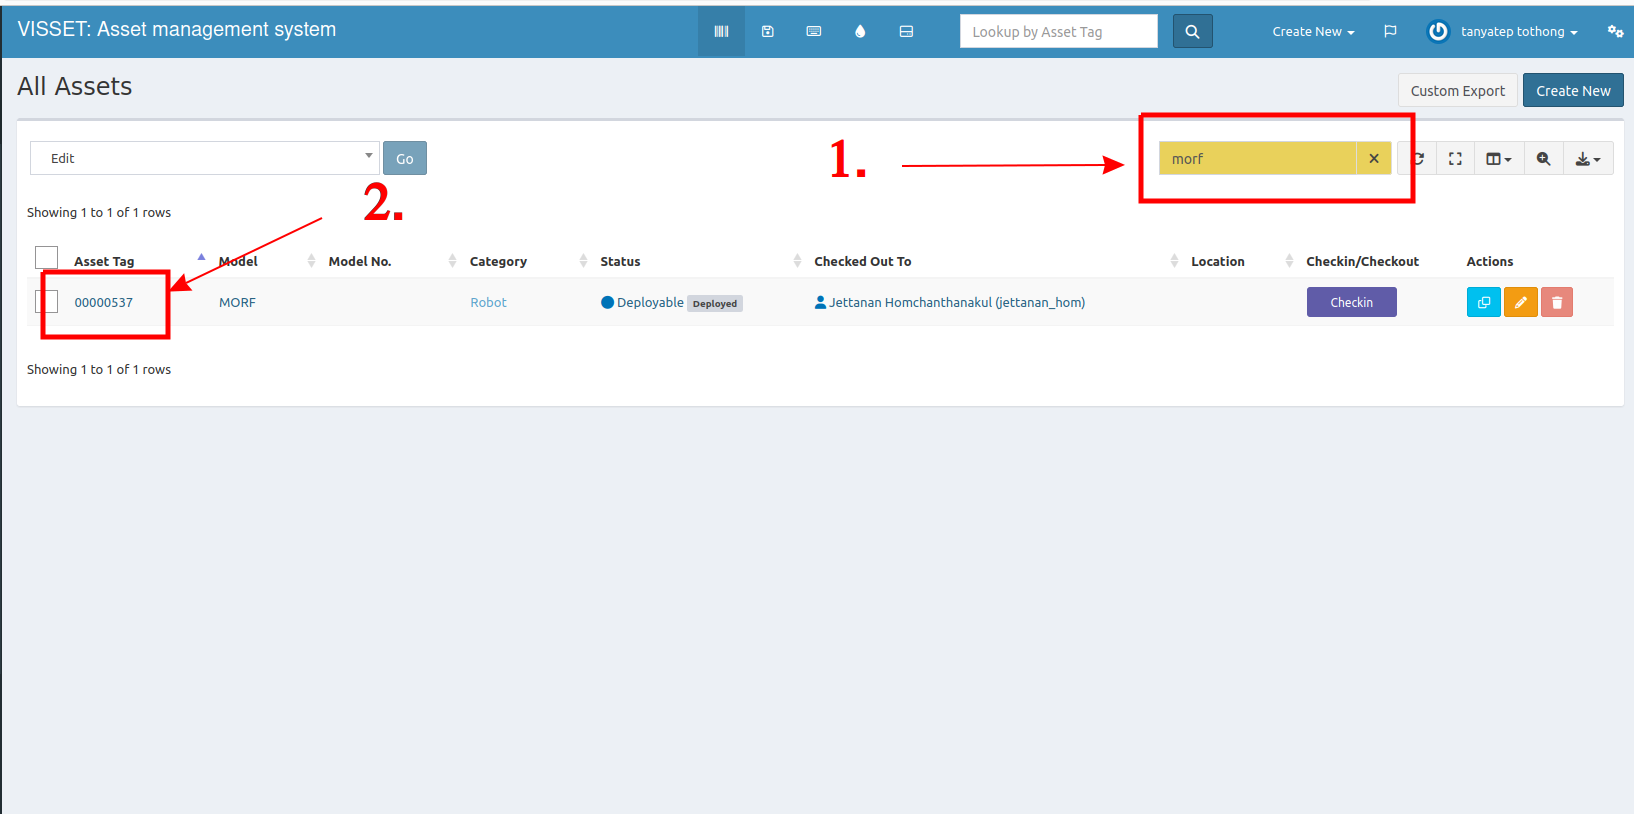 VISSET: Asset management system
Lookup by Asset Tag
Create New
tanyatep tothong
All Assets
Custom Export
Create New
Edit
Go
1.
morf
2.
Showing 1 to 1 of 1 rows
Asset Tag Model Model No. Category Status Checked Out To Location Checkin/Checkout Actions
00000537 MORF Robot Deployable Deployed Jettanan Homchanthanakul (jettanan_hom) Checkin
Showing 1 to 1 of 1 rows